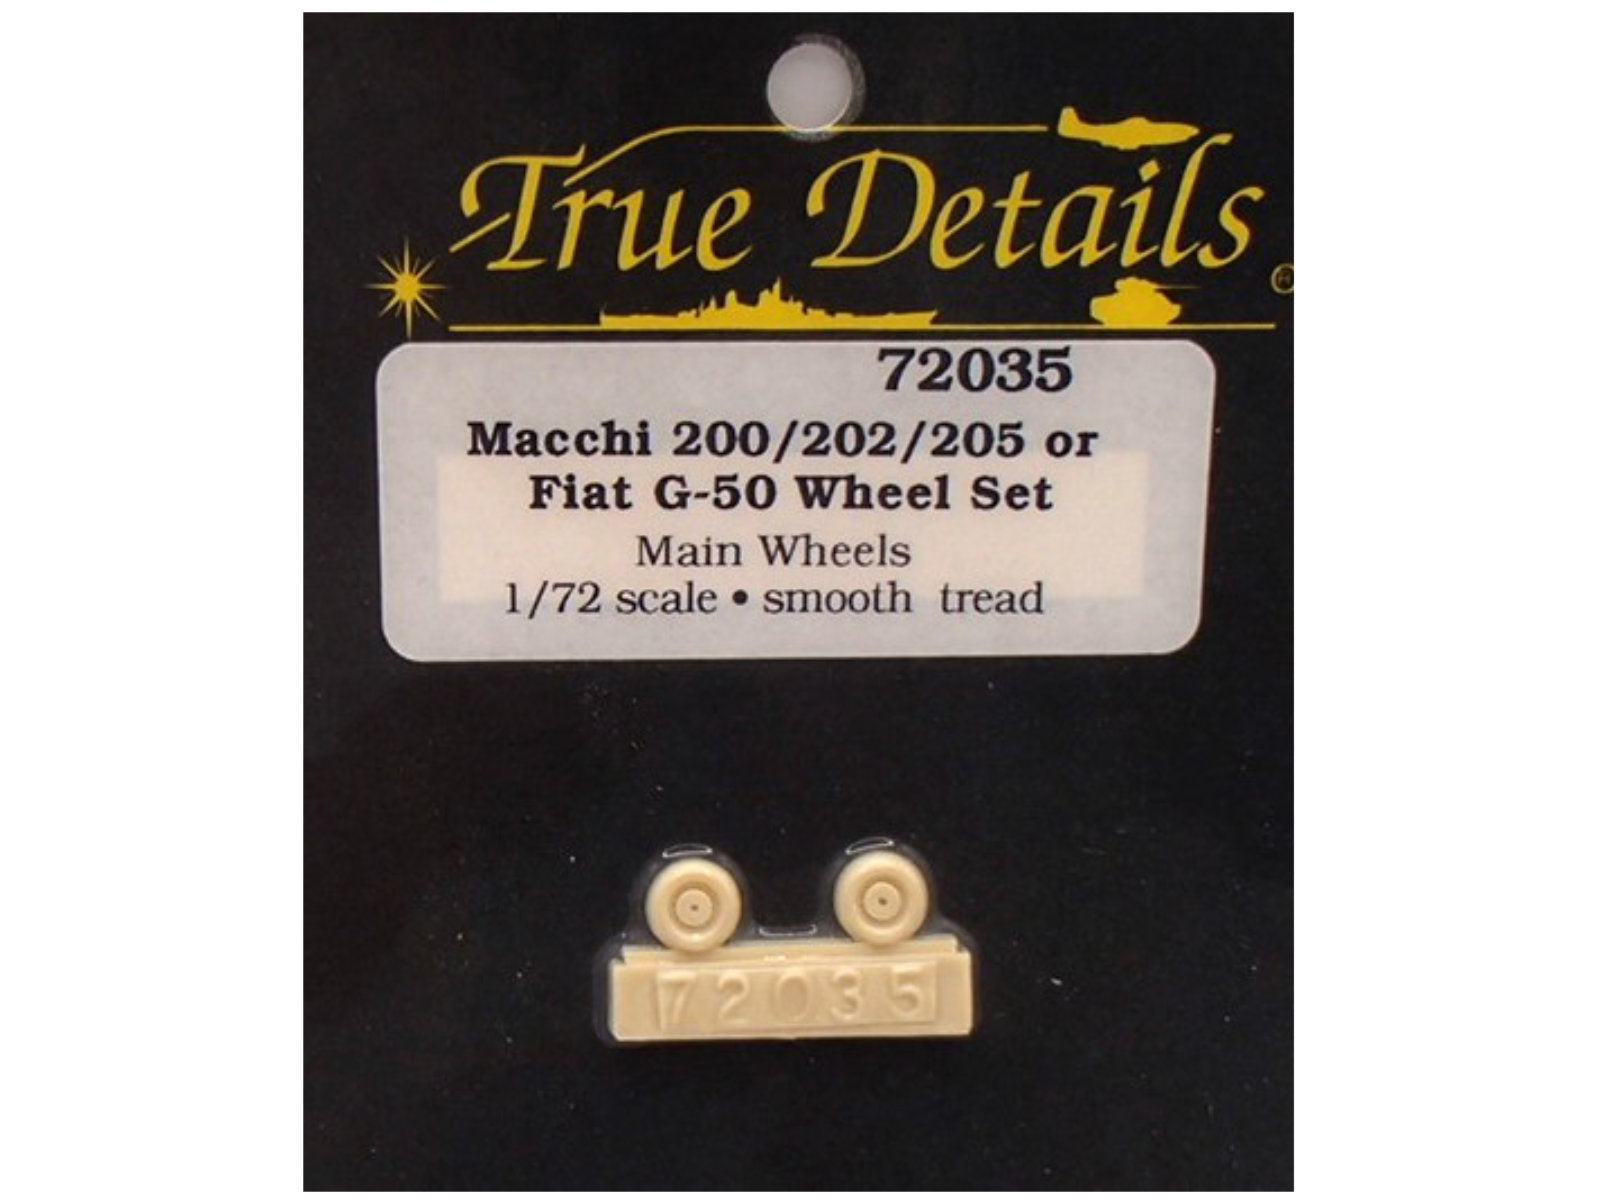 True Details
72035
Macchi 200/202/205 or
Fiat G-50 Wheel Set
Main Wheels
1/72 scale • smooth tread
72035